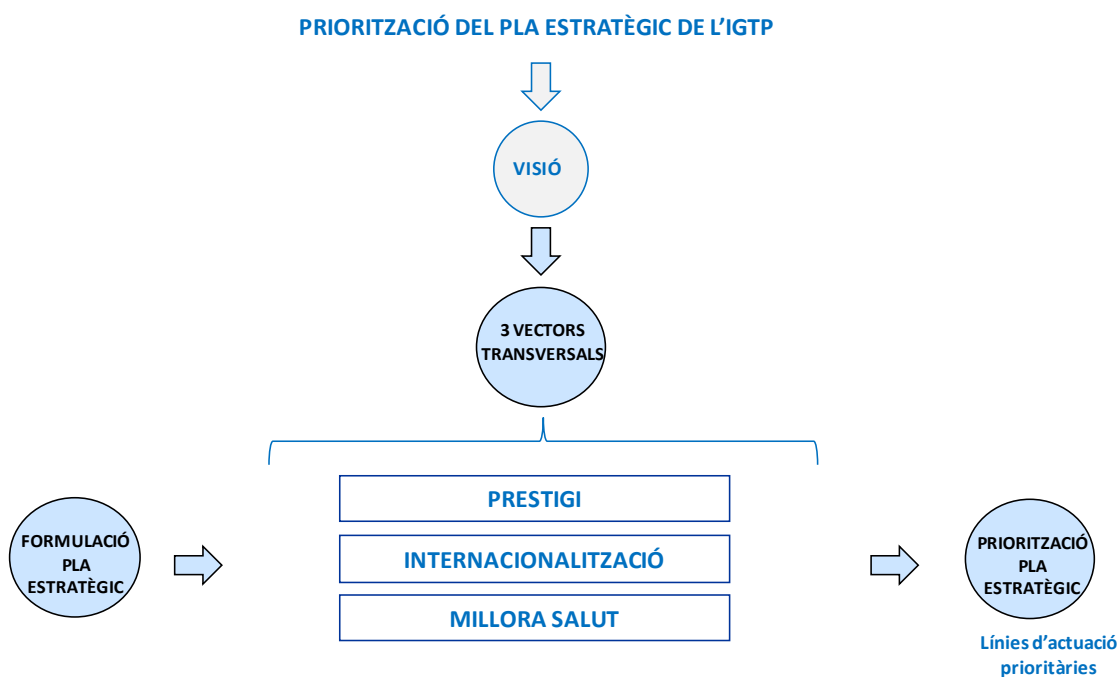 PRIORITZACIÓ DEL PLA ESTRATÈGIC DE L'IGTP
VISIÓ
3 VECTORS
TRANSVERSALS
PRESTIGI
FORMULACIÓ
PLA
ESTRATÈGIC
INTERNACIONALITZACIÓ
PRIORITZACIÓ
PLA
ESTRATÈGIC
MILLORA SALUT
Línies d'actuació
prioritàries